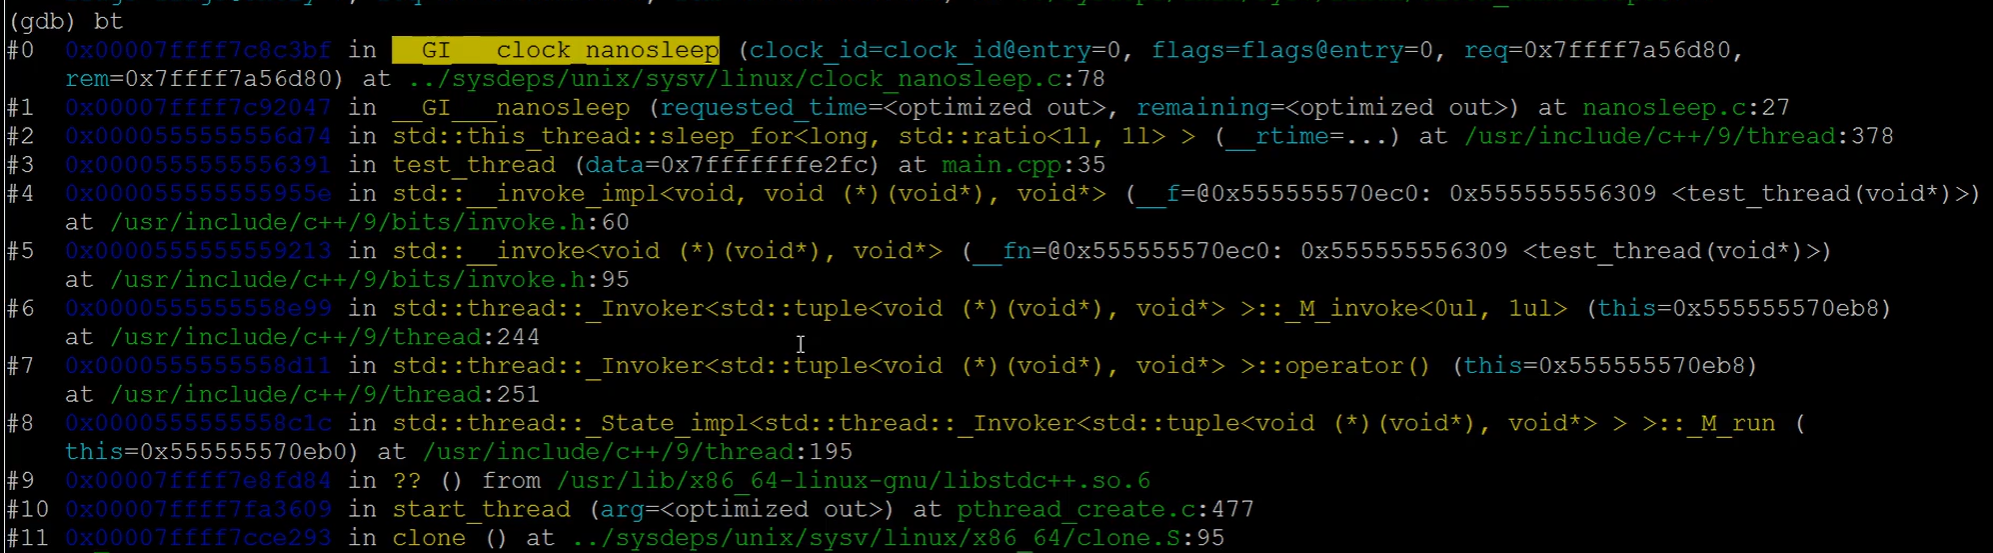 (gdb) bt
#0  0x00007ffff7c8c3bf in __GI___clock_nanosleep (clock_id=clock_id@entry=0, flags=flags@entry=0, req=0x7ffff7a56d80,
    rem=0x7ffff7a56d80) at ../sysdeps/unix/sysv/linux/clock_nanosleep.c:78
#1  0x00007ffff7c92047 in __GI___nanosleep (requested_time=<optimized out>, remaining=<optimized out>) at nanosleep.c:27
#2  0x0000555555556d74 in std::this_thread::sleep_for<long, std::ratio<1l, 1l> > (__rtime=...) at /usr/include/c++/9/thread:378
#3  0x0000555555556391 in test_thread (data=0x7fffffffe2fc) at main.cpp:35
#4  0x000055555555955e in std::__invoke_impl<void, void (*)(void*), void*> (__f=@0x555555570ec0: 0x555555556309 <test_thread(void*)>)
    at /usr/include/c++/9/bits/invoke.h:60
#5  0x0000555555559213 in std::__invoke<void (*)(void*), void*> (__fn=@0x555555570ec0: 0x555555556309 <test_thread(void*)>)
    at /usr/include/c++/9/bits/invoke.h:95
#6  0x0000555555558e99 in std::thread::_Invoker<std::tuple<void (*)(void*), void*> >::_M_invoke<0ul, 1ul> (this=0x555555570eb8)
    at /usr/include/c++/9/thread:244
#7  0x0000555555558d11 in std::thread::_Invoker<std::tuple<void (*)(void*), void*> >::operator() (this=0x555555570eb8)
    at /usr/include/c++/9/thread:251
#8  0x0000555555558c1c in std::thread::_State_impl<std::thread::_Invoker<std::tuple<void (*)(void*), void*> > >::_M_run (
    this=0x555555570eb0) at /usr/include/c++/9/thread:195
#9  0x00007ffff7e8fd84 in ?? () from /usr/lib/x86_64-linux-gnu/libstdc++.so.6
#10 0x00007ffff7fa3609 in start_thread (arg=<optimized out>) at pthread_create.c:477
#11 0x00007ffff7cce293 in clone () at ../sysdeps/unix/sysv/linux/x86_64/clone.S:95